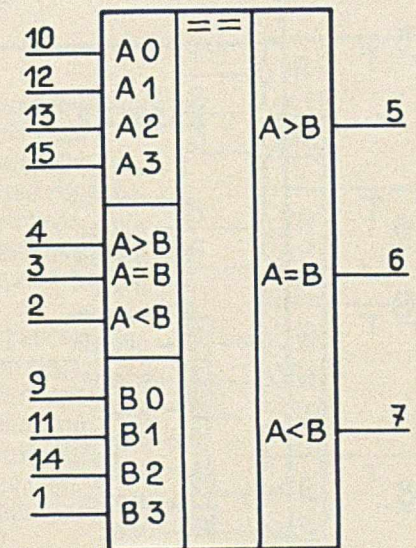 ==
10 A0
12 A1
13 A2
15 A3
4 A>B
3 A=B
2 A<B
9 B0
11 B1
14 B2
1 B3
A>B 5
A=B 6
A<B 7